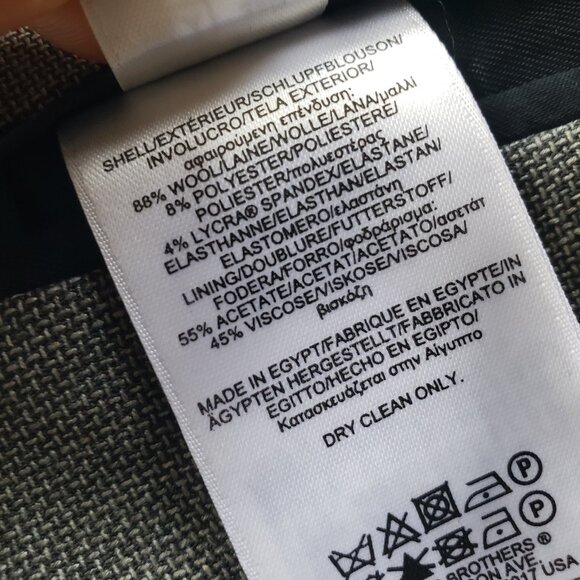 SHELL/EXTÉRIEUR/SCHLUPFBLOUSON/
INVOLUCRO/TELA EXTERIOR/
αφαιρουμενη επένδυση:
88% WOOL/LAINE/WOLLE/LANA/μαλλί
8% POLYESTER/POLIESTERE/
POLIESTER/πολυεστέρας
4% LYCRA® SPANDEX/ELASTANE/
ELASTHANNE/ELASTHAN/ELASTAN/
ELASTOMERO/ελαστάνη
LINING/DOUBLURE/FUTTERSTOFF/
FODERA/FORRO/φοδράρισμα:
55% ACETATE/ACETAT/ACETATO/ασετάτ
45% VISCOSE/VISKOSE/VISCOSA/
βισκόζη
MADE IN EGYPT/FABRIQUE EN EGYPTE/IN
ÄGYPTEN HERGESTELLT/FABBRICATO IN
EGITTO/HECHO EN EGIPTO/
Κατασκευάζεται στην Αίγυπτο
DRY CLEAN ONLY.
P
P
BROTHERS
AVE.
USA